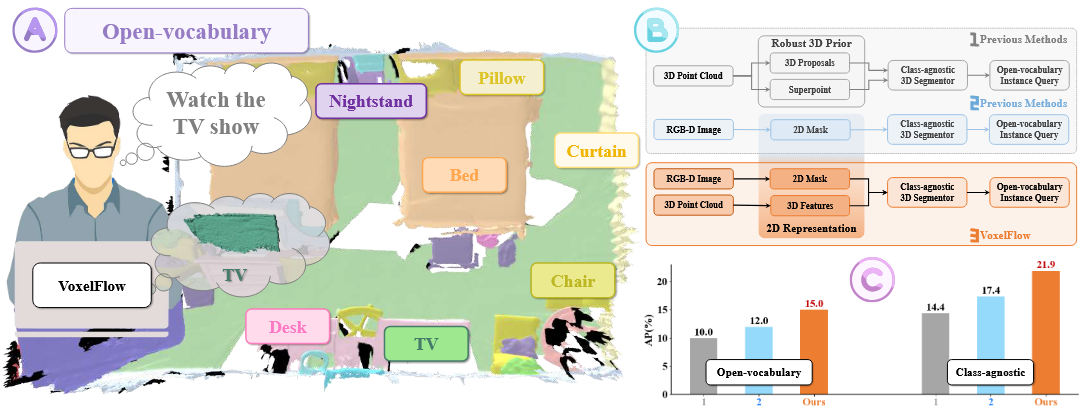 A
Open-vocabulary
Watch the
TV show
Nightstand
Pillow
Curtain
Bed
TV
VoxelFlow
Chair
Desk
TV
B
1 Previous Methods
Robust 3D Prior
3D Point Cloud
3D Proposals
Superpoint
Class-agnostic
3D Segmentor
Open-vocabulary
Instance Query
2 Previous Methods
RGB-D Image
2D Mask
Class-agnostic
3D Segmentor
Open-vocabulary
Instance Query
RGB-D Image
2D Mask
3D Point Cloud
3D Features
Class-agnostic
3D Segmentor
Open-vocabulary
Instance Query
2D Representation
3 VoxelFlow
C
AP(%)
20
15
10
5
0
10.0
12.0
15.0
14.4
17.4
21.9
Open-vocabulary
Class-agnostic
1
2
Ours
1
2
Ours